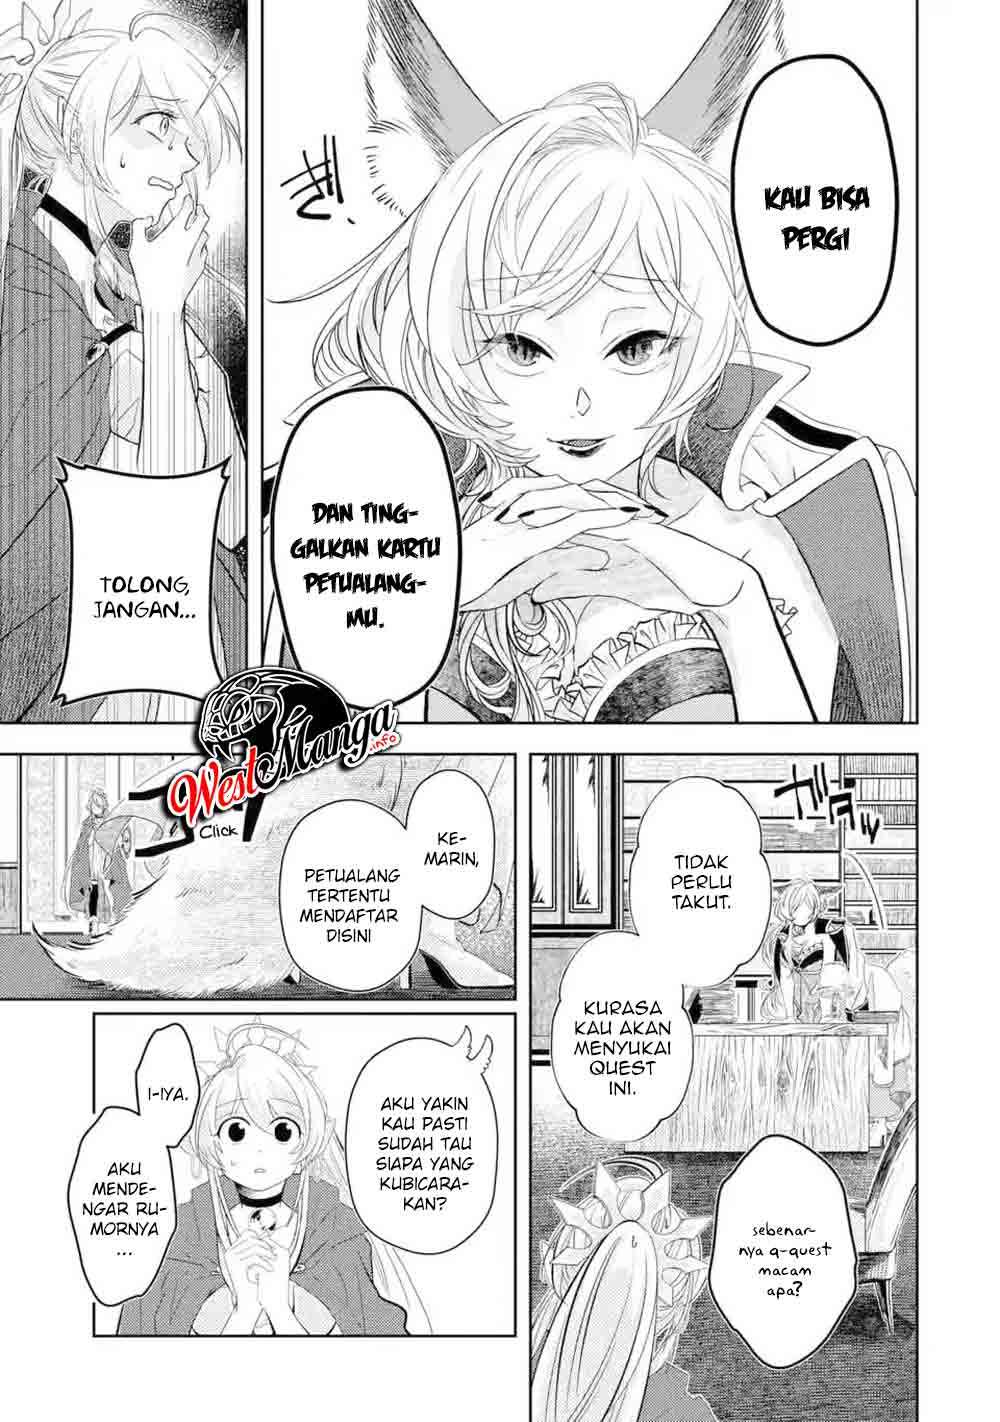 KAU BISA
PERGI
DAN TING-
GALKAN KARTU
PETUALANG-
MU.
TOLONG,
JANGAN...
TIDAK
PERLU
TAKUT.
KURASA
KAU AKAN
MENYUKAI
QUEST
INI.
sebenar-
nya q-quest
macam
apa?
KE-
MARIN,
PETUALANG
TERTENTU
MENDAFTAR
DISINI
WestManga
.info
Click
AKU YAKIN
KAU PASTI
SUDAH TAU
SIAPA YANG
KUBICARA-
KAN?
I-IYA.
AKU
MENDE-
NGAR RU-
MORNYA
...